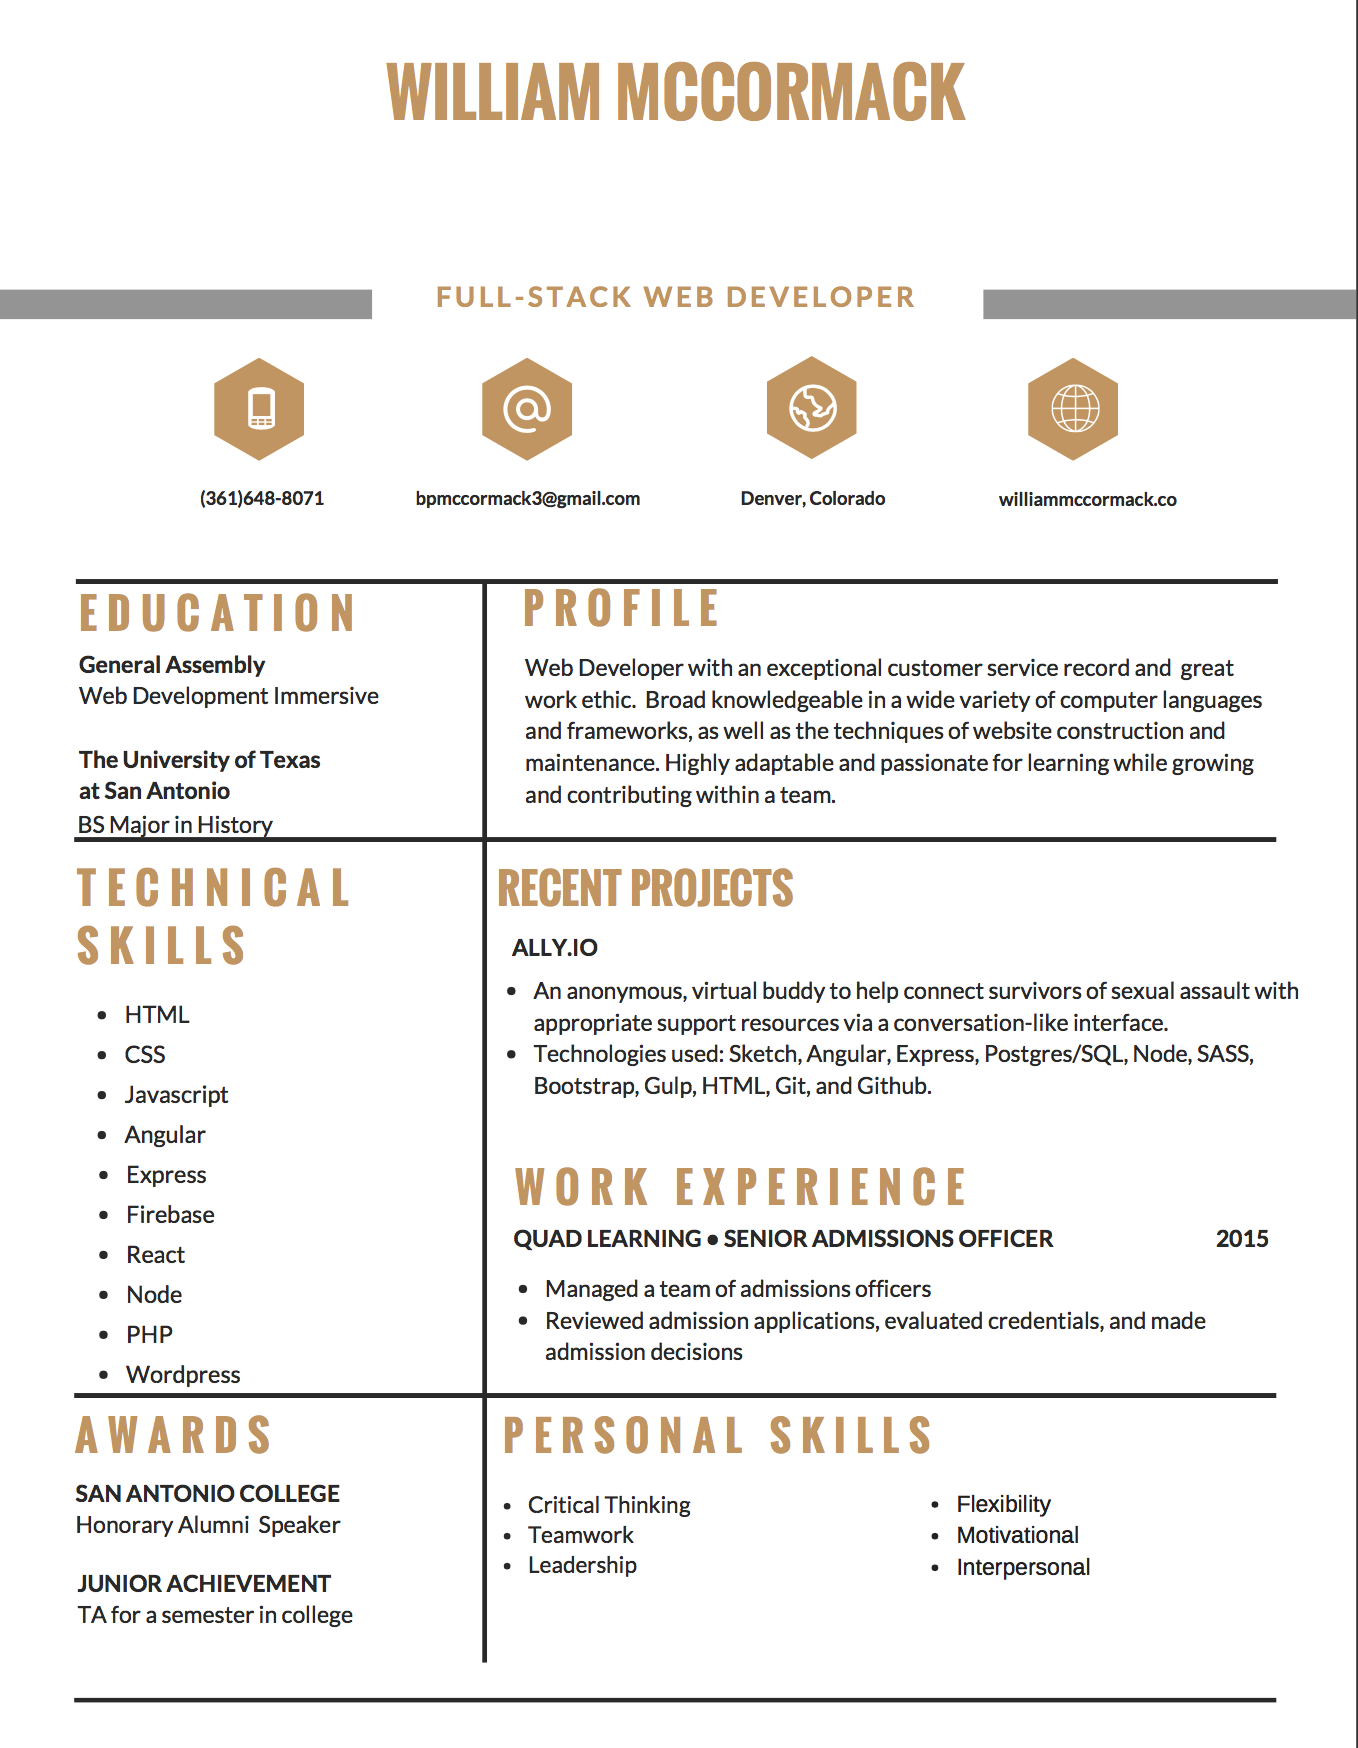 WILLIAM MCCORMACK
FULL-STACK WEB DEVELOPER
(361)648-8071
bpmccormack3@gmail.com
Denver, Colorado
williammccormack.co
EDUCATION
General Assembly
Web Development Immersive
The University of Texas
at San Antonio
BS Major in History
PROFILE
Web Developer with an exceptional customer service record and  great
work ethic.  Broad knowledgeable in a wide variety of computer languages
and frameworks, as well as the techniques of website construction and
maintenance. Highly adaptable and passionate for learning while growing
and contributing within a team.
TECHNICAL
SKILLS
• HTML
• CSS
• Javascript
• Angular
• Express
• Firebase
• React
• Node
• PHP
• Wordpress
RECENT PROJECTS
ALLY.IO
• An anonymous, virtual buddy to help connect survivors of sexual assault with
appropriate support resources via a conversation-like interface.
• Technologies used: Sketch, Angular, Express, Postgres/SQL, Node, SASS,
Bootstrap, Gulp, HTML, Git, and Github.
WORK EXPERIENCE
QUAD LEARNING • SENIOR ADMISSIONS OFFICER 2015
• Managed a team of admissions officers
• Reviewed admission applications, evaluated credentials, and made
admission decisions
AWARDS
SAN ANTONIO COLLEGE
Honorary Alumni  Speaker
JUNIOR ACHIEVEMENT
TA for a semester in college
PERSONAL SKILLS
• Critical Thinking
• Teamwork
• Leadership
• Flexibility
• Motivational
• Interpersonal